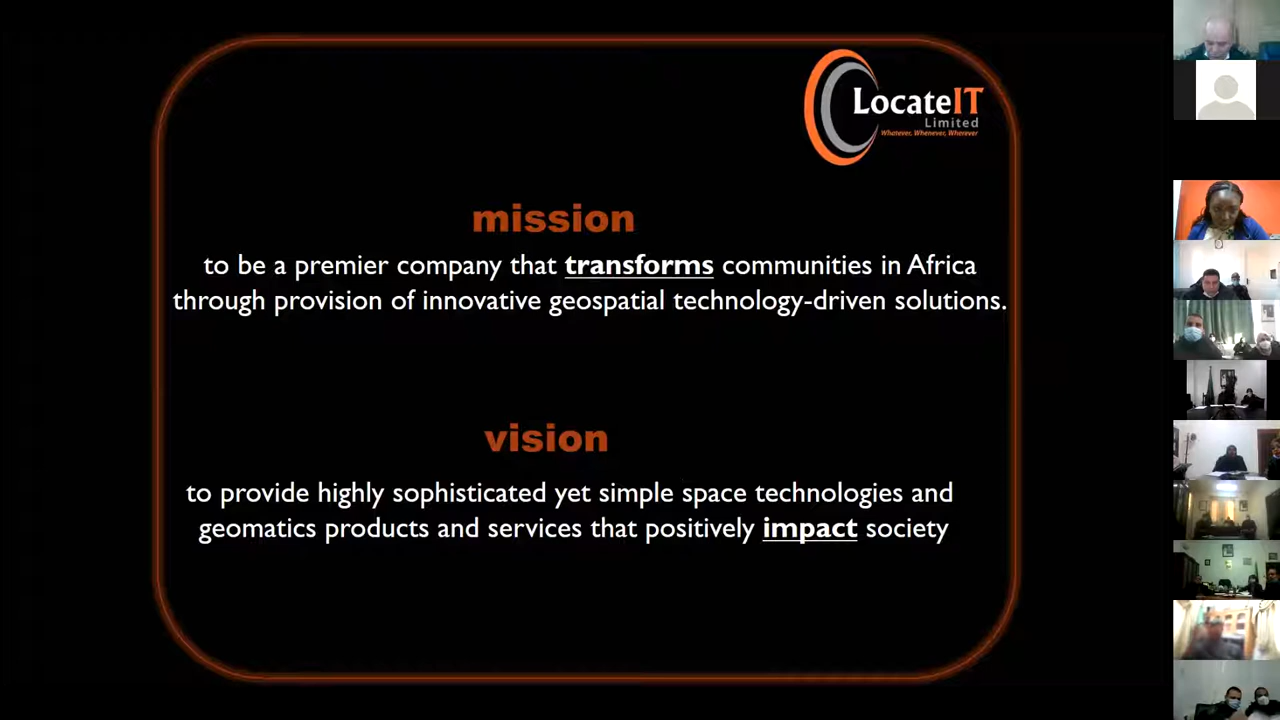 LocateIT
Limited
Whatever, Whenever, Wherever
mission
to be a premier company that transforms communities in Africa
through provision of innovative geospatial technology-driven solutions.
vision
to provide highly sophisticated yet simple space technologies and
geomatics products and services that positively impact society